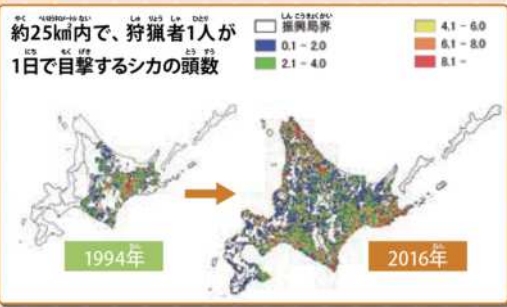 約25km²内で、狩猟者1人が
1日で目撃するシカの頭数
振興局界
0.1 - 2.0
2.1 - 4.0
4.1 - 6.0
6.1 - 8.0
8.1 -
1994年
2016年